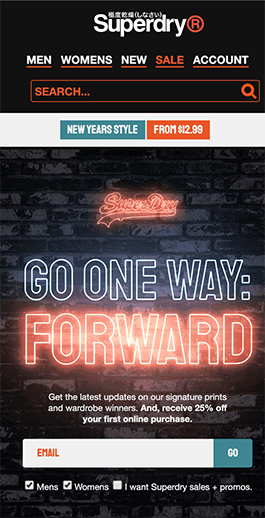 極度乾燥(しなさい)
Superdry®
MEN WOMENS NEW SALE ACCOUNT
SEARCH...
NEW YEARS STYLE FROM $12.99
SuperDry
GO ONE WAY:
FORWARD
Get the latest updates on our signature prints
and wardrobe winners. And, receive 25% off
your first online purchase.
EMAIL GO
Mens Womens I want Superdry sales + promos.